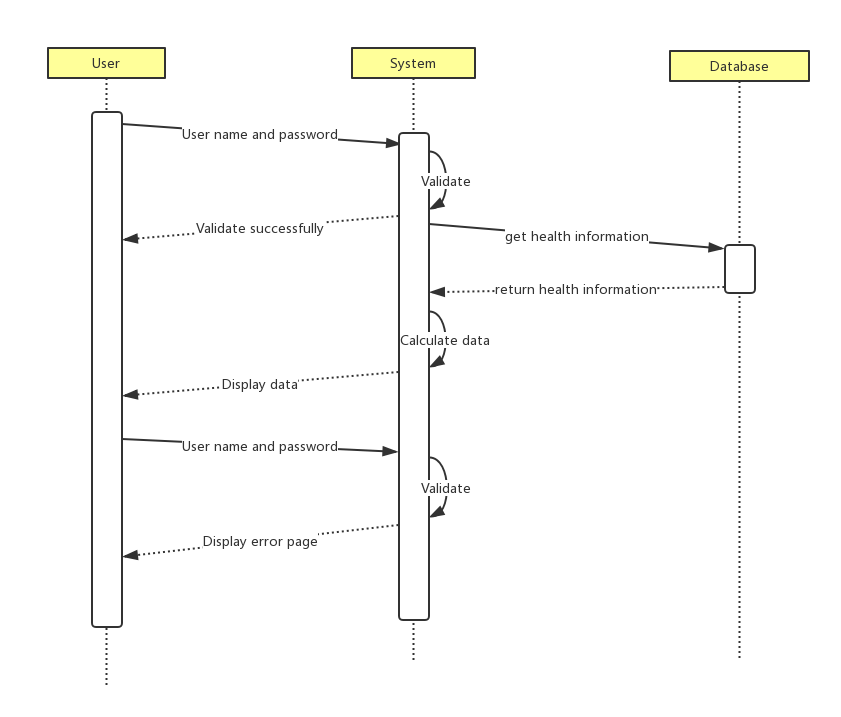 User
System
Database
User name and password
Validate
Validate successfully
get health information
return health information
Calculate data
Display data
User name and password
Validate
Display error page